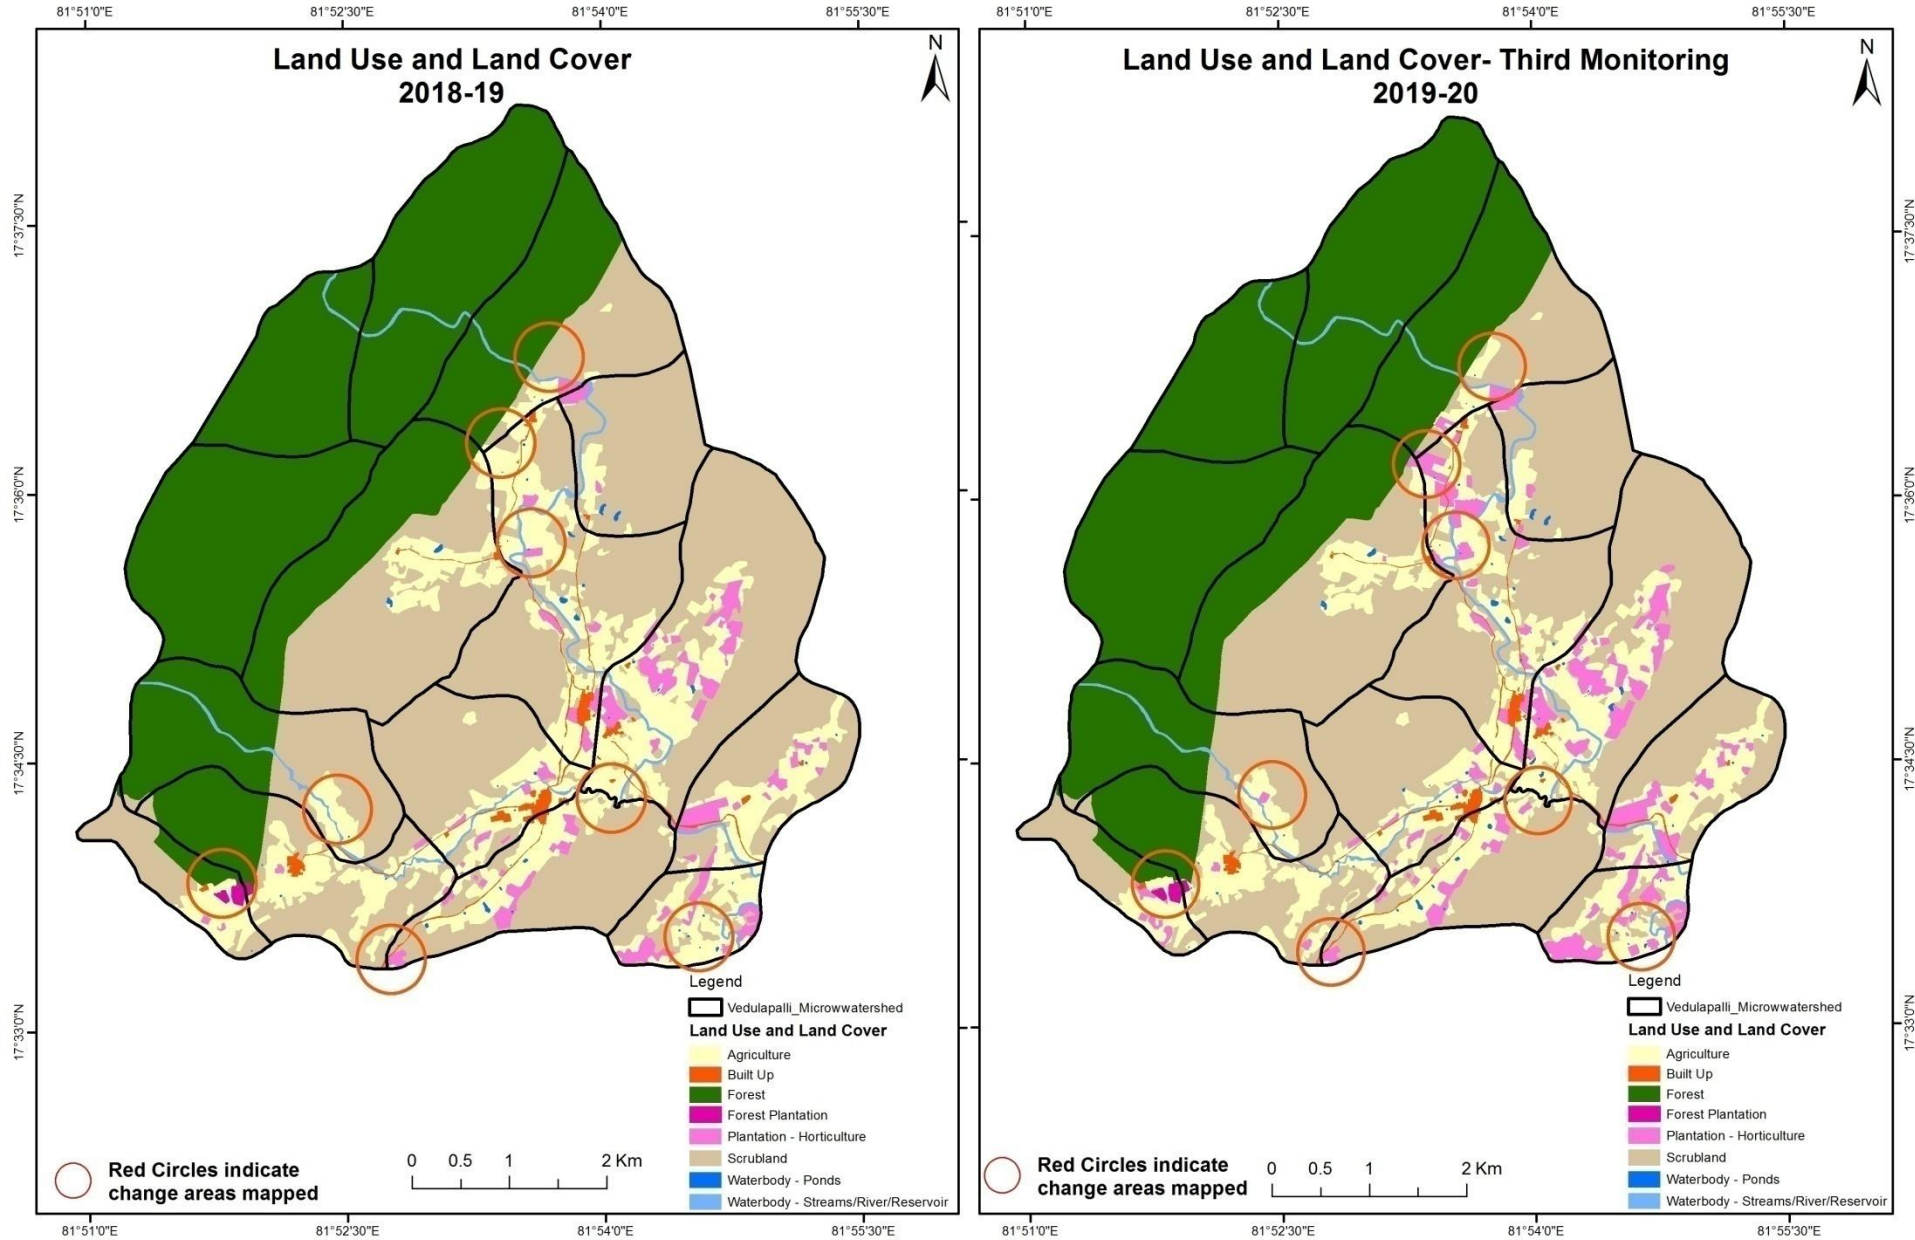 81°51'0"E 81°52'30"E 81°54'0"E 81°55'30"E
Land Use and Land Cover
2018-19
N
17°37'30"N
17°36'0"N
17°34'30"N
17°33'0"N
Legend
Vedulapalli_Microwwatershed
Land Use and Land Cover
Agriculture
Built Up
Forest
Forest Plantation
Plantation - Horticulture
Scrubland
Waterbody - Ponds
Waterbody - Streams/River/Reservoir
Red Circles indicate
change areas mapped
0 0.5 1 2 Km
81°51'0"E 81°52'30"E 81°54'0"E 81°55'30"E
81°51'0"E 81°52'30"E 81°54'0"E 81°55'30"E
Land Use and Land Cover- Third Monitoring
2019-20
N
17°37'30"N
17°36'0"N
17°34'30"N
17°33'0"N
Legend
Vedulapalli_Microwwatershed
Land Use and Land Cover
Agriculture
Built Up
Forest
Forest Plantation
Plantation - Horticulture
Scrubland
Waterbody - Ponds
Waterbody - Streams/River/Reservoir
Red Circles indicate
change areas mapped
0 0.5 1 2 Km
81°51'0"E 81°52'30"E 81°54'0"E 81°55'30"E